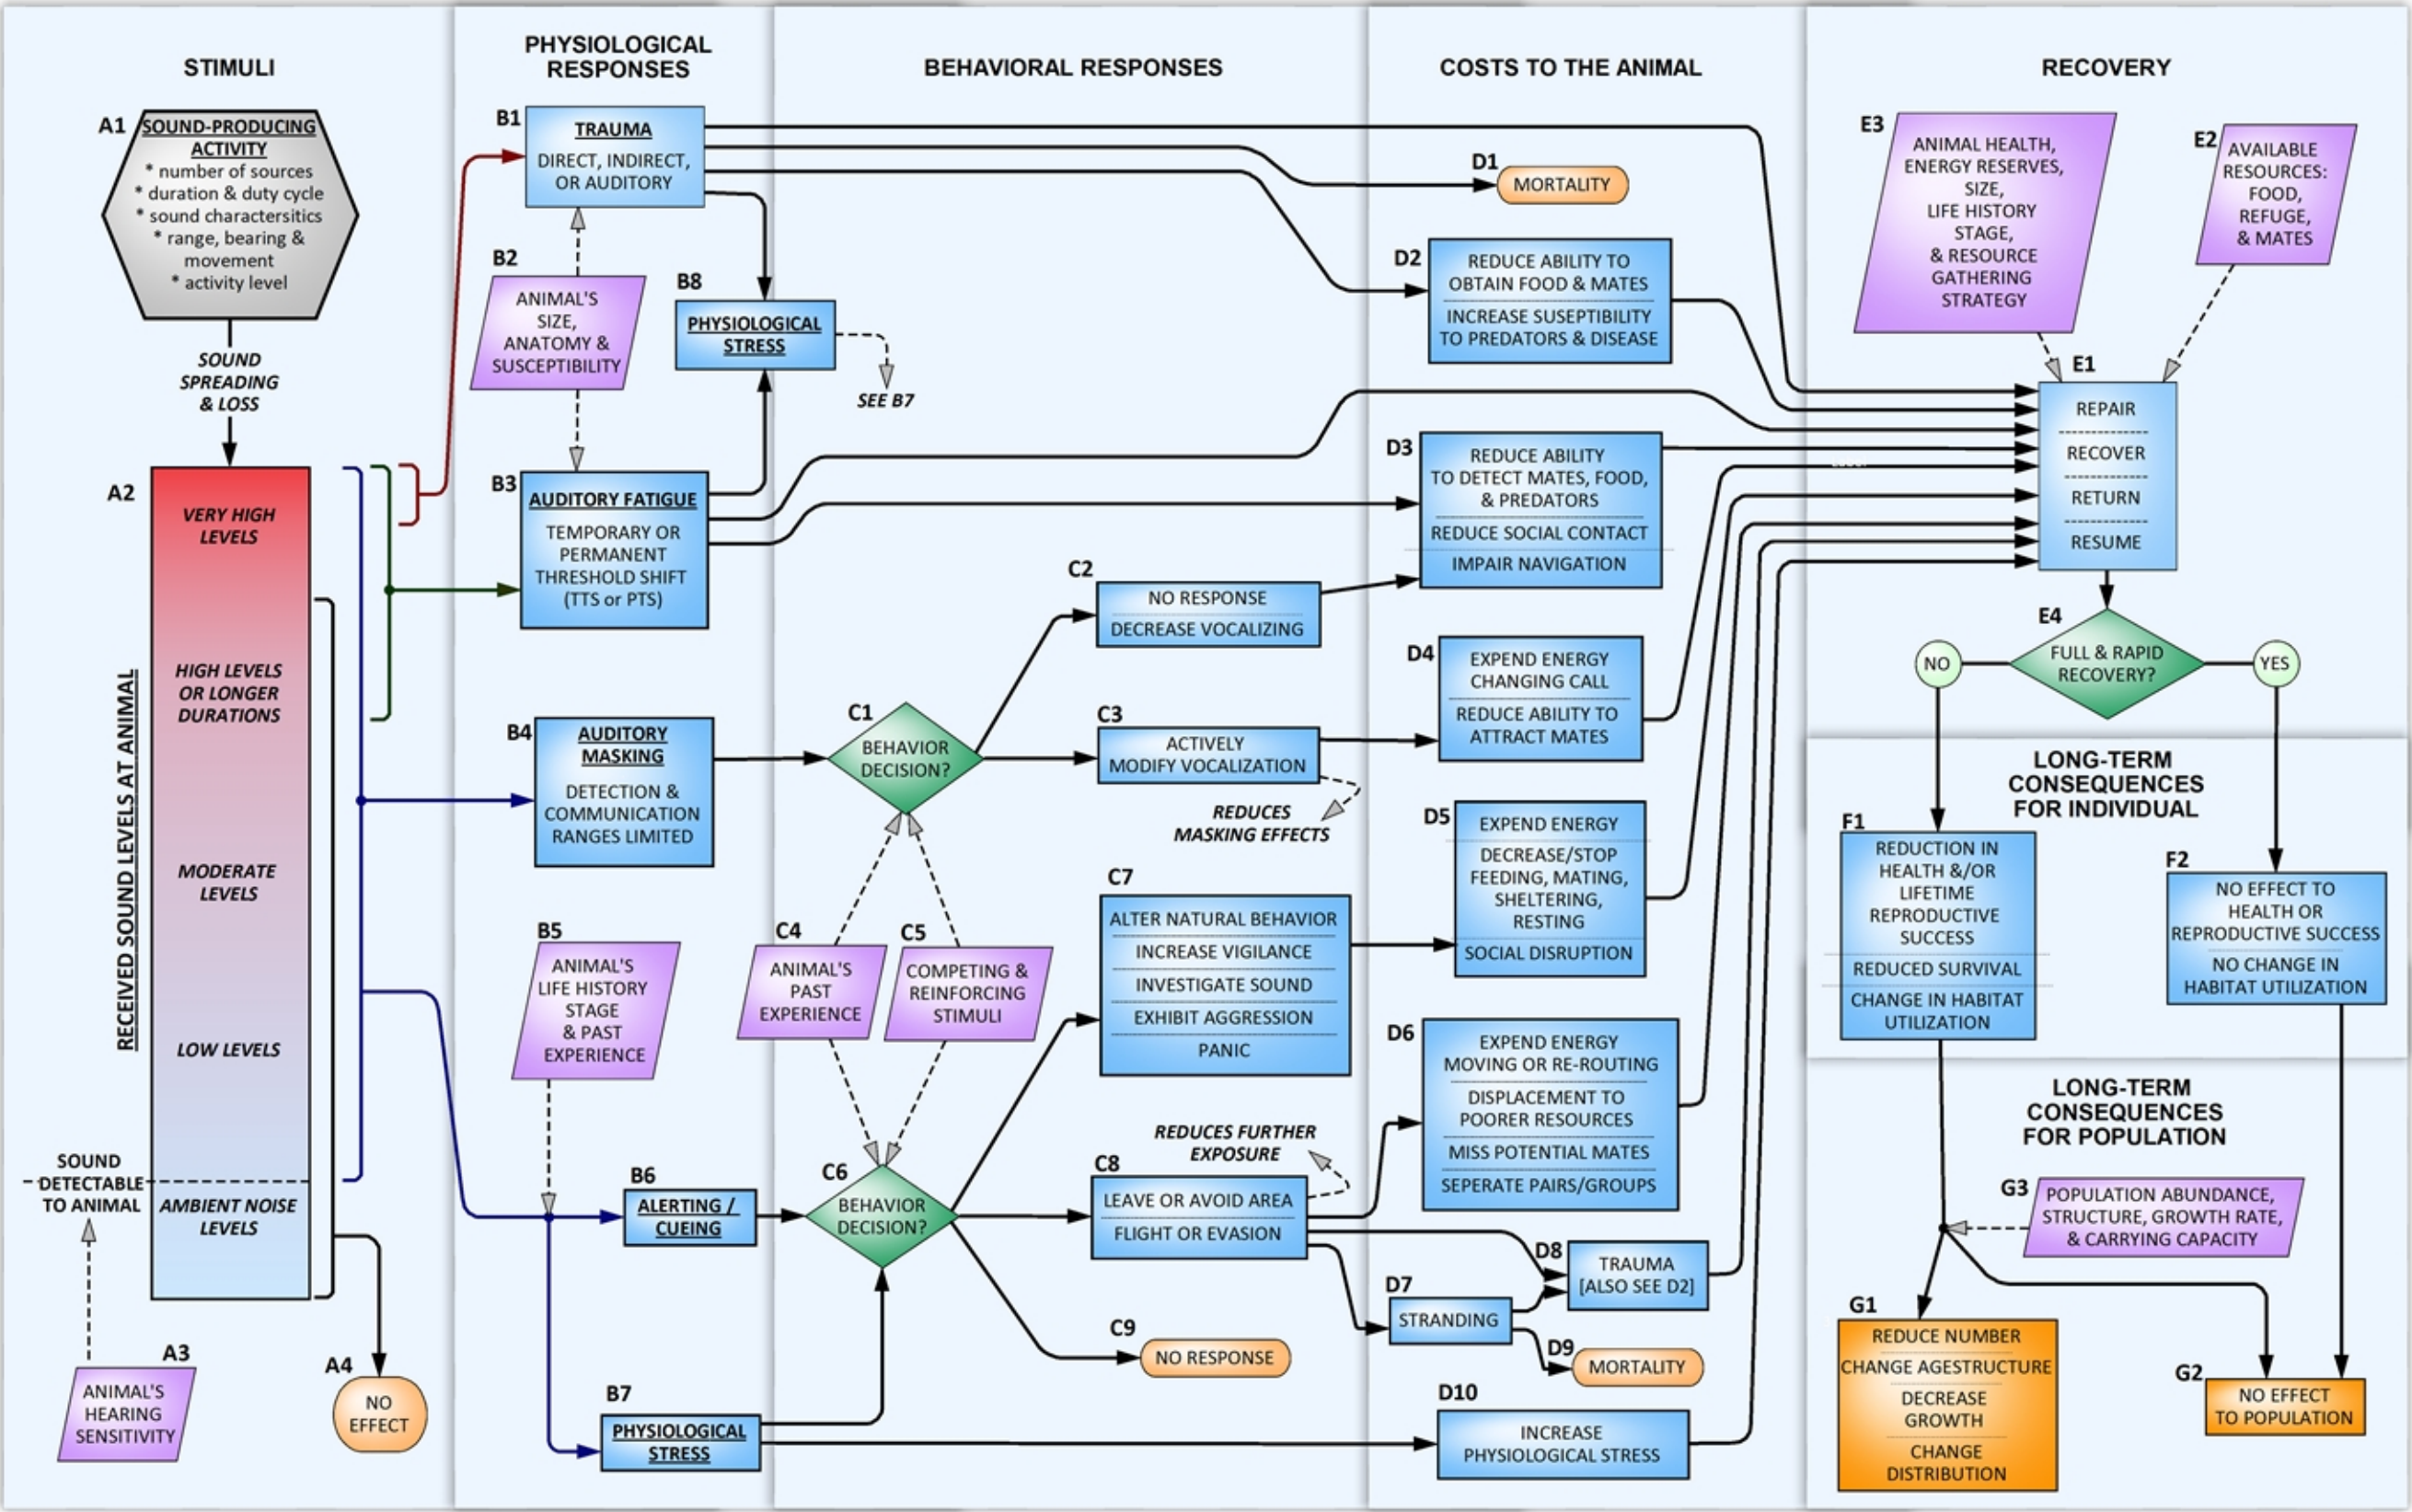 STIMULI
A1
SOUND-PRODUCING
ACTIVITY
* number of sources
* duration & duty cycle
* sound charactersitics
* range, bearing &
movement
* activity level
SOUND
SPREADING
& LOSS
A2
VERY HIGH
LEVELS
HIGH LEVELS
OR LONGER
DURATIONS
MODERATE
LEVELS
LOW LEVELS
AMBIENT NOISE
LEVELS
RECEIVED SOUND LEVELS AT ANIMAL
SOUND
DETECTABLE
TO ANIMAL
A3
ANIMAL'S
HEARING
SENSITIVITY
A4
NO
EFFECT
PHYSIOLOGICAL
RESPONSES
B1
TRAUMA
DIRECT, INDIRECT,
OR AUDITORY
B2
ANIMAL'S
SIZE,
ANATOMY &
SUSCEPTIBILITY
B8
PHYSIOLOGICAL
STRESS
SEE B7
B3
AUDITORY FATIGUE
TEMPORARY OR
PERMANENT
THRESHOLD SHIFT
(TTS or PTS)
B4
AUDITORY
MASKING
DETECTION &
COMMUNICATION
RANGES LIMITED
B5
ANIMAL'S
LIFE HISTORY
STAGE
& PAST
EXPERIENCE
B6
ALERTING /
CUEING
B7
PHYSIOLOGICAL
STRESS
BEHAVIORAL RESPONSES
C1
BEHAVIOR
DECISION?
C2
NO RESPONSE
DECREASE VOCALIZING
C3
ACTIVELY
MODIFY VOCALIZATION
REDUCES
MASKING EFFECTS
C4
ANIMAL'S
PAST
EXPERIENCE
C5
COMPETING &
REINFORCING
STIMULI
C6
BEHAVIOR
DECISION?
C7
ALTER NATURAL BEHAVIOR
INCREASE VIGILANCE
INVESTIGATE SOUND
EXHIBIT AGGRESSION
PANIC
REDUCES FURTHER
EXPOSURE
C8
LEAVE OR AVOID AREA
FLIGHT OR EVASION
C9
NO RESPONSE
COSTS TO THE ANIMAL
D1
MORTALITY
D2
REDUCE ABILITY TO
OBTAIN FOOD & MATES
INCREASE SUSEPTIBILITY
TO PREDATORS & DISEASE
D3
REDUCE ABILITY
TO DETECT MATES, FOOD,
& PREDATORS
REDUCE SOCIAL CONTACT
IMPAIR NAVIGATION
D4
EXPEND ENERGY
CHANGING CALL
REDUCE ABILITY TO
ATTRACT MATES
D5
EXPEND ENERGY
DECREASE/STOP
FEEDING, MATING,
SHELTERING,
RESTING
SOCIAL DISRUPTION
D6
EXPEND ENERGY
MOVING OR RE-ROUTING
DISPLACEMENT TO
POORER RESOURCES
MISS POTENTIAL MATES
SEPERATE PAIRS/GROUPS
D7
STRANDING
D8
TRAUMA
[ALSO SEE D2]
D9
MORTALITY
D10
INCREASE
PHYSIOLOGICAL STRESS
RECOVERY
E3
ANIMAL HEALTH,
ENERGY RESERVES,
SIZE,
LIFE HISTORY
STAGE,
& RESOURCE
GATHERING
STRATEGY
E2
AVAILABLE
RESOURCES:
FOOD,
REFUGE,
& MATES
E1
REPAIR
RECOVER
RETURN
RESUME
E4
FULL & RAPID
RECOVERY?
NO
YES
LONG-TERM
CONSEQUENCES
FOR INDIVIDUAL
F1
REDUCTION IN
HEALTH &/OR
LIFETIME
REPRODUCTIVE
SUCCESS
REDUCED SURVIVAL
CHANGE IN HABITAT
UTILIZATION
F2
NO EFFECT TO
HEALTH OR
REPRODUCTIVE SUCCESS
NO CHANGE IN
HABITAT UTILIZATION
LONG-TERM
CONSEQUENCES
FOR POPULATION
G3
POPULATION ABUNDANCE,
STRUCTURE, GROWTH RATE,
& CARRYING CAPACITY
G1
REDUCE NUMBER
CHANGE AGESTRUCTURE
DECREASE
GROWTH
CHANGE
DISTRIBUTION
G2
NO EFFECT
TO POPULATION